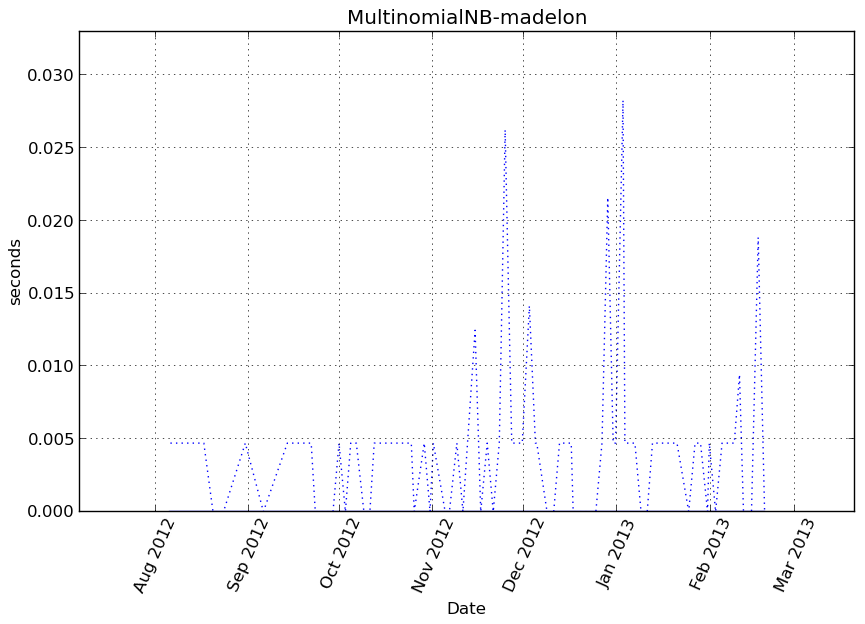 MultinomialNB-madelon
0.030
0.025
0.020
0.015
0.010
0.005
0.000
seconds
Aug 2012
Sep 2012
Oct 2012
Nov 2012
Dec 2012
Jan 2013
Feb 2013
Mar 2013
Date